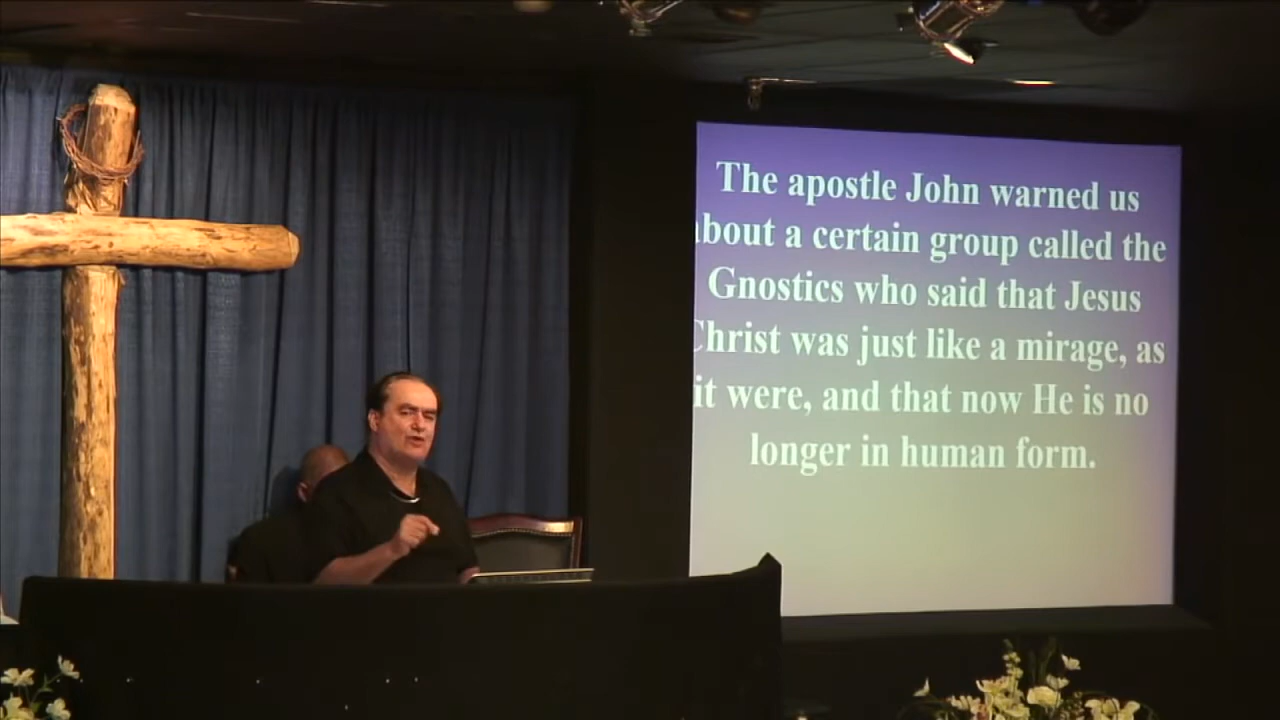 The apostle John warned us
about a certain group called the
Gnostics who said that Jesus
Christ was just like a mirage, as
it were, and that now He is no
longer in human form.